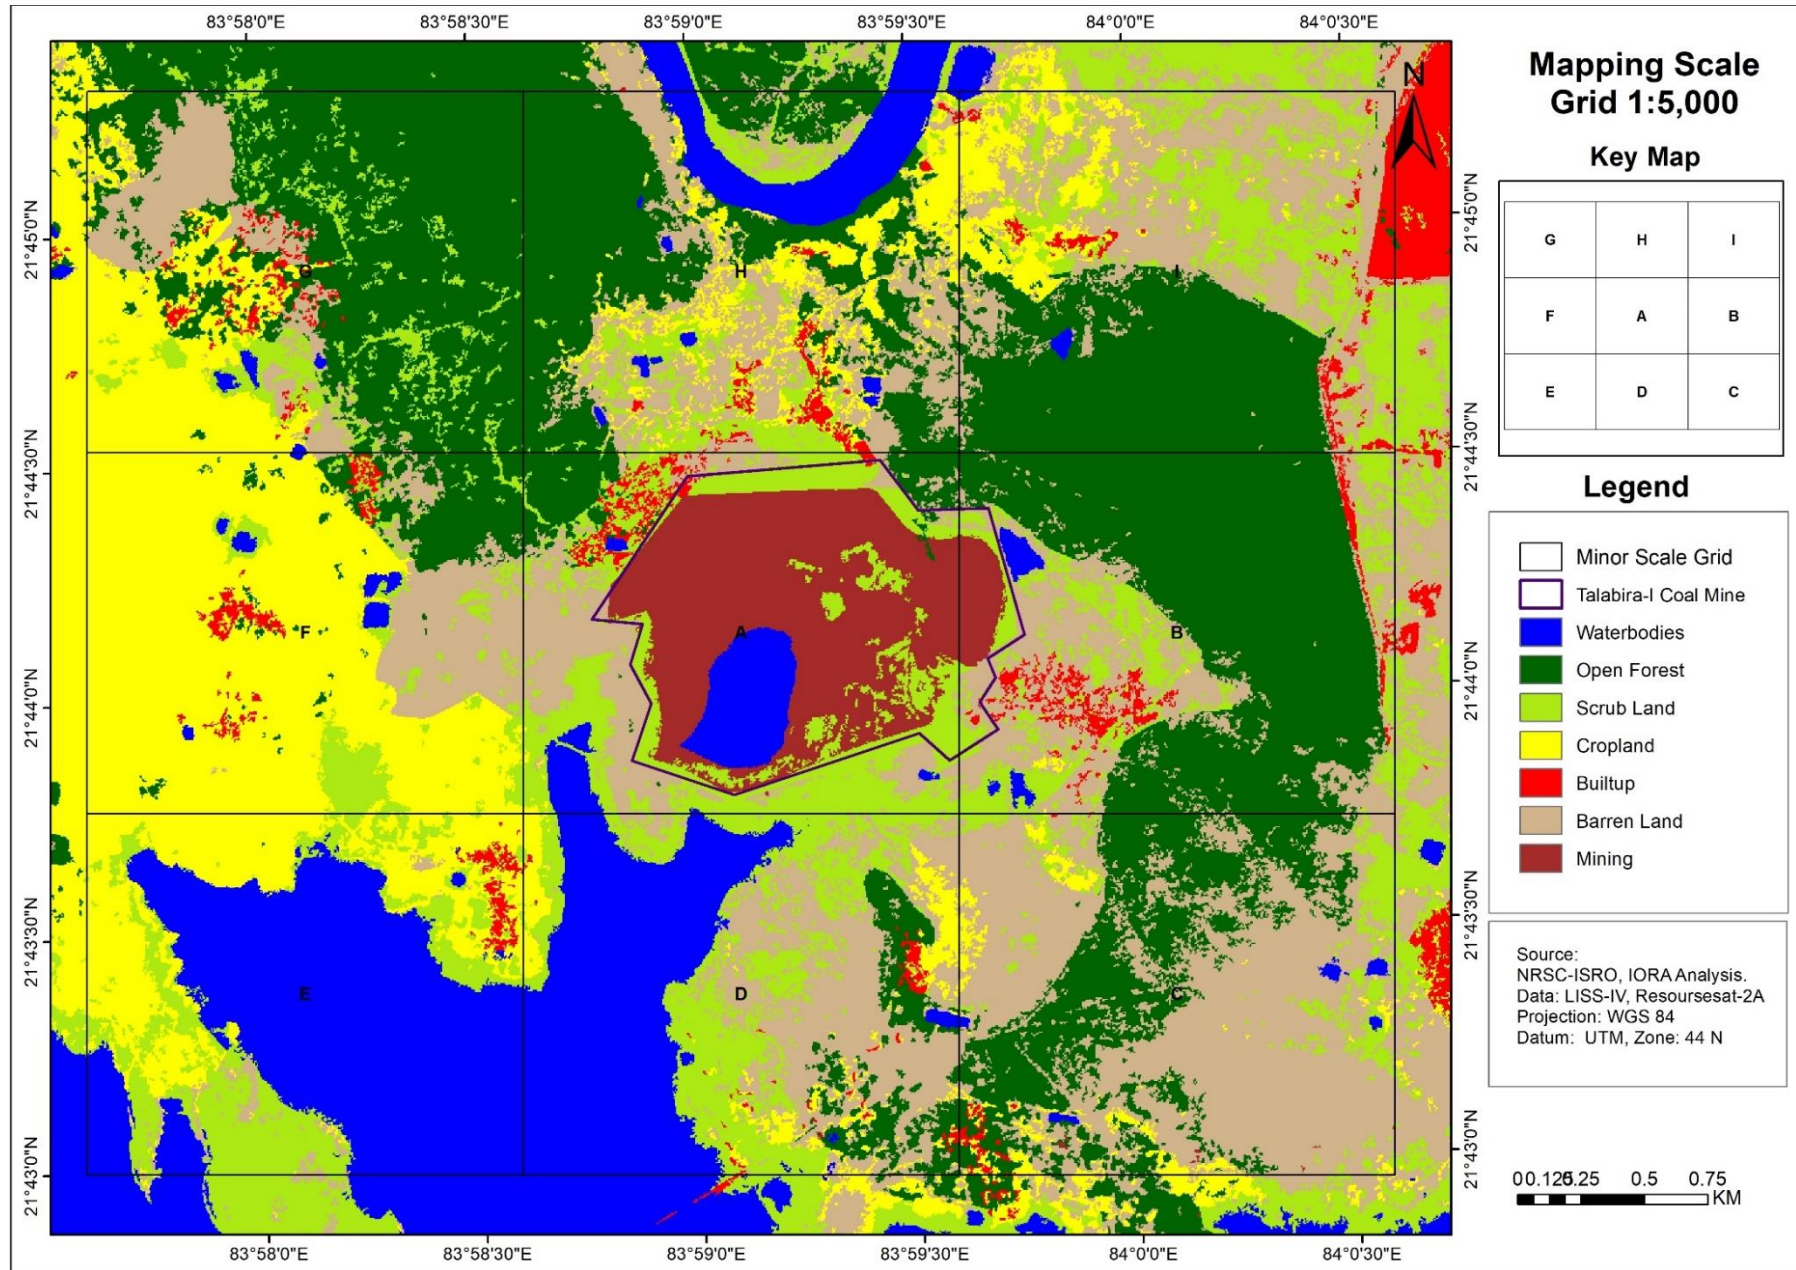 83°58'0"E 83°58'30"E 83°59'0"E 83°59'30"E 84°0'0"E 84°0'30"E
Mapping Scale
Grid 1:5,000
N
Key Map
G H I
F A B
E D C
21°45'0"N 21°45'0"N
G H I
21°44'30"N 21°44'30"N
Legend
Minor Scale Grid
Talabira-I Coal Mine
Waterbodies
Open Forest
Scrub Land
Cropland
Builtup
Barren Land
Mining
F A B
21°44'0"N 21°44'0"N
21°43'30"N 21°43'30"N
E D C
Source:
NRSC-ISRO, IORA Analysis.
Data: LISS-IV, Resoursesat-2A
Projection: WGS 84
Datum: UTM, Zone: 44 N
21°43'0"N 21°43'0"N
0 0.125 0.25 0.5 0.75
KM
83°58'0"E 83°58'30"E 83°59'0"E 83°59'30"E 84°0'0"E 84°0'30"E